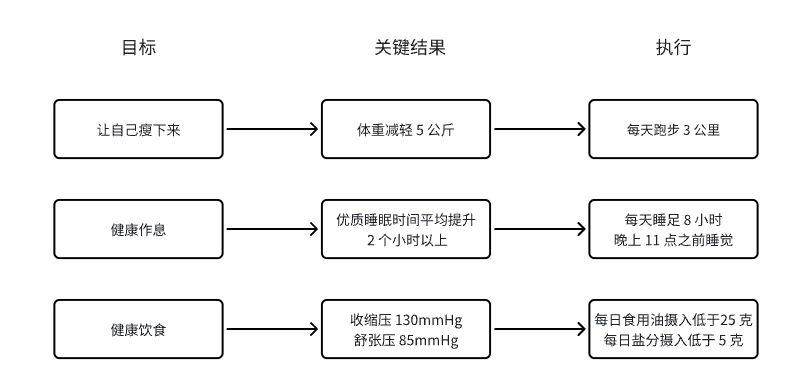 目标
关键结果
执行
让自己瘦下来
体重减轻 5 公斤
每天跑步 3 公里
健康作息
优质睡眠时间平均提升
2 个小时以上
每天睡足 8 小时
晚上 11 点之前睡觉
健康饮食
收缩压 130mmHg
舒张压 85mmHg
每日食用油摄入低于25 克
每日盐分摄入低于 5 克